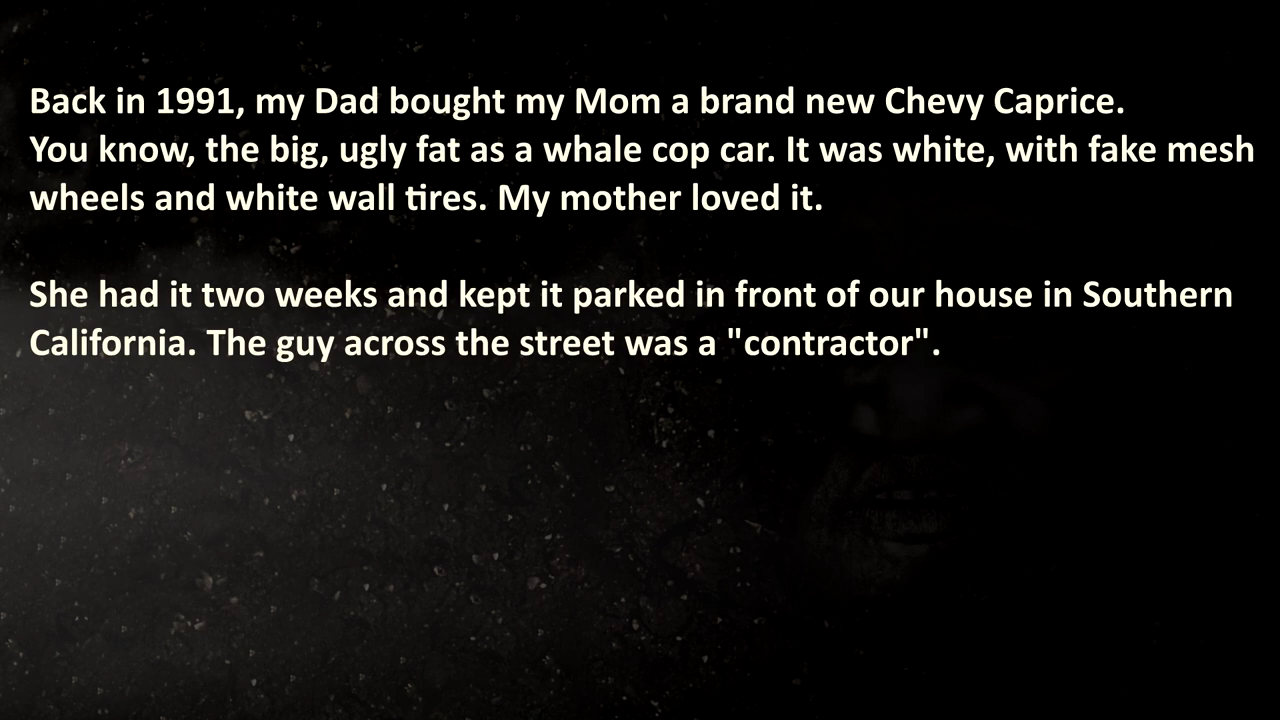 Back in 1991, my Dad bought my Mom a brand new Chevy Caprice.
You know, the big, ugly fat as a whale cop car. It was white, with fake mesh
wheels and white wall tires. My mother loved it.
She had it two weeks and kept it parked in front of our house in Southern
California. The guy across the street was a "contractor".